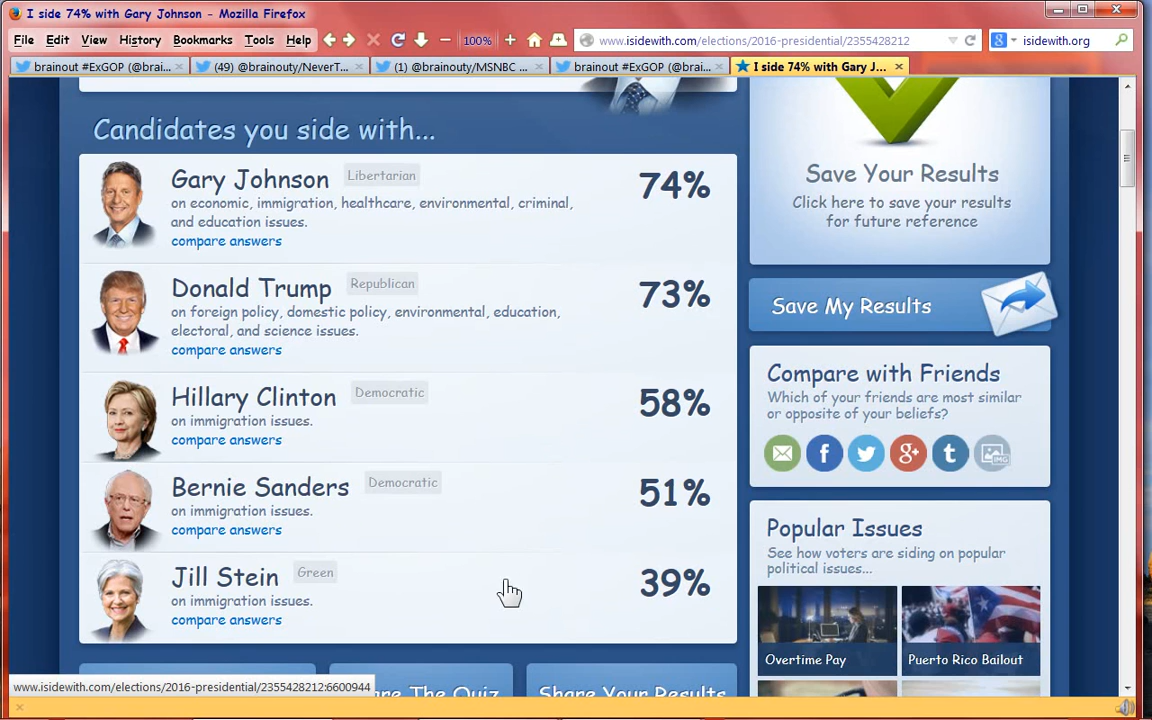 I side 74% with Gary Johnson - Mozilla Firefox
File Edit View History Bookmarks Tools Help
100%
www.isidewith.com/elections/2016-presidential/2355428212
isidewith.org
brainout #ExGOP (@brai...
(49) @brainouty/NeverT...
(1) @brainouty/MSNBC ...
brainout #ExGOP (@brai...
I side 74% with Gary J...
Candidates you side with...
Gary Johnson Libertarian 74%
on economic, immigration, healthcare, environmental, criminal,
and education issues.
compare answers
Donald Trump Republican 73%
on foreign policy, domestic policy, environmental, education,
electoral, and science issues.
compare answers
Hillary Clinton Democratic 58%
on immigration issues.
compare answers
Bernie Sanders Democratic 51%
on immigration issues.
compare answers
Jill Stein Green 39%
on immigration issues.
compare answers
Save Your Results
Click here to save your results
for future reference
Save My Results
Compare with Friends
Which of your friends are most similar
or opposite of your beliefs?
f g+ t IMG
Popular Issues
See how voters are siding on popular
political issues...
Overtime Pay
Puerto Rico Bailout
The Quiz
Share Your Results
www.isidewith.com/elections/2016-presidential/2355428212:6600944